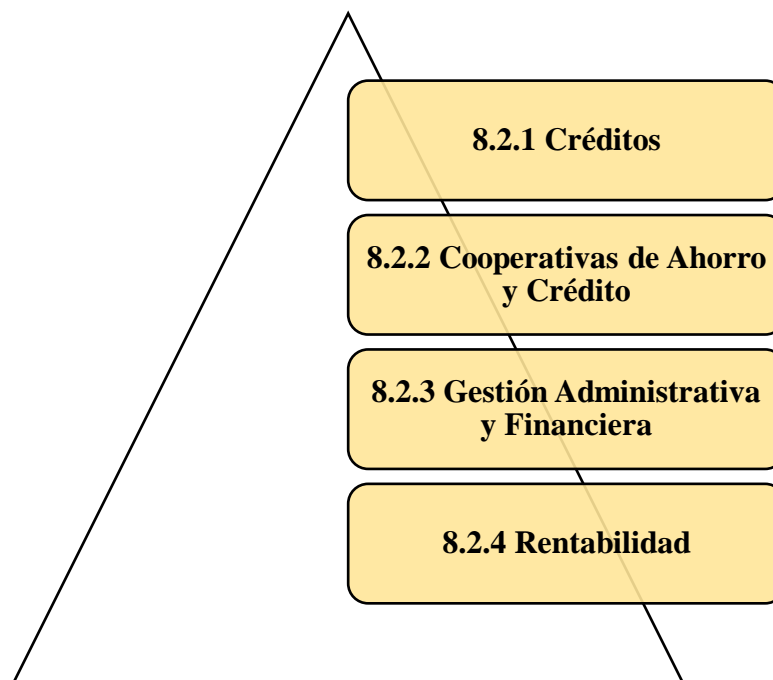 8.2.1 Créditos
8.2.2 Cooperativas de Ahorro
y Crédito
8.2.3 Gestión Administrativa
y Financiera
8.2.4 Rentabilidad